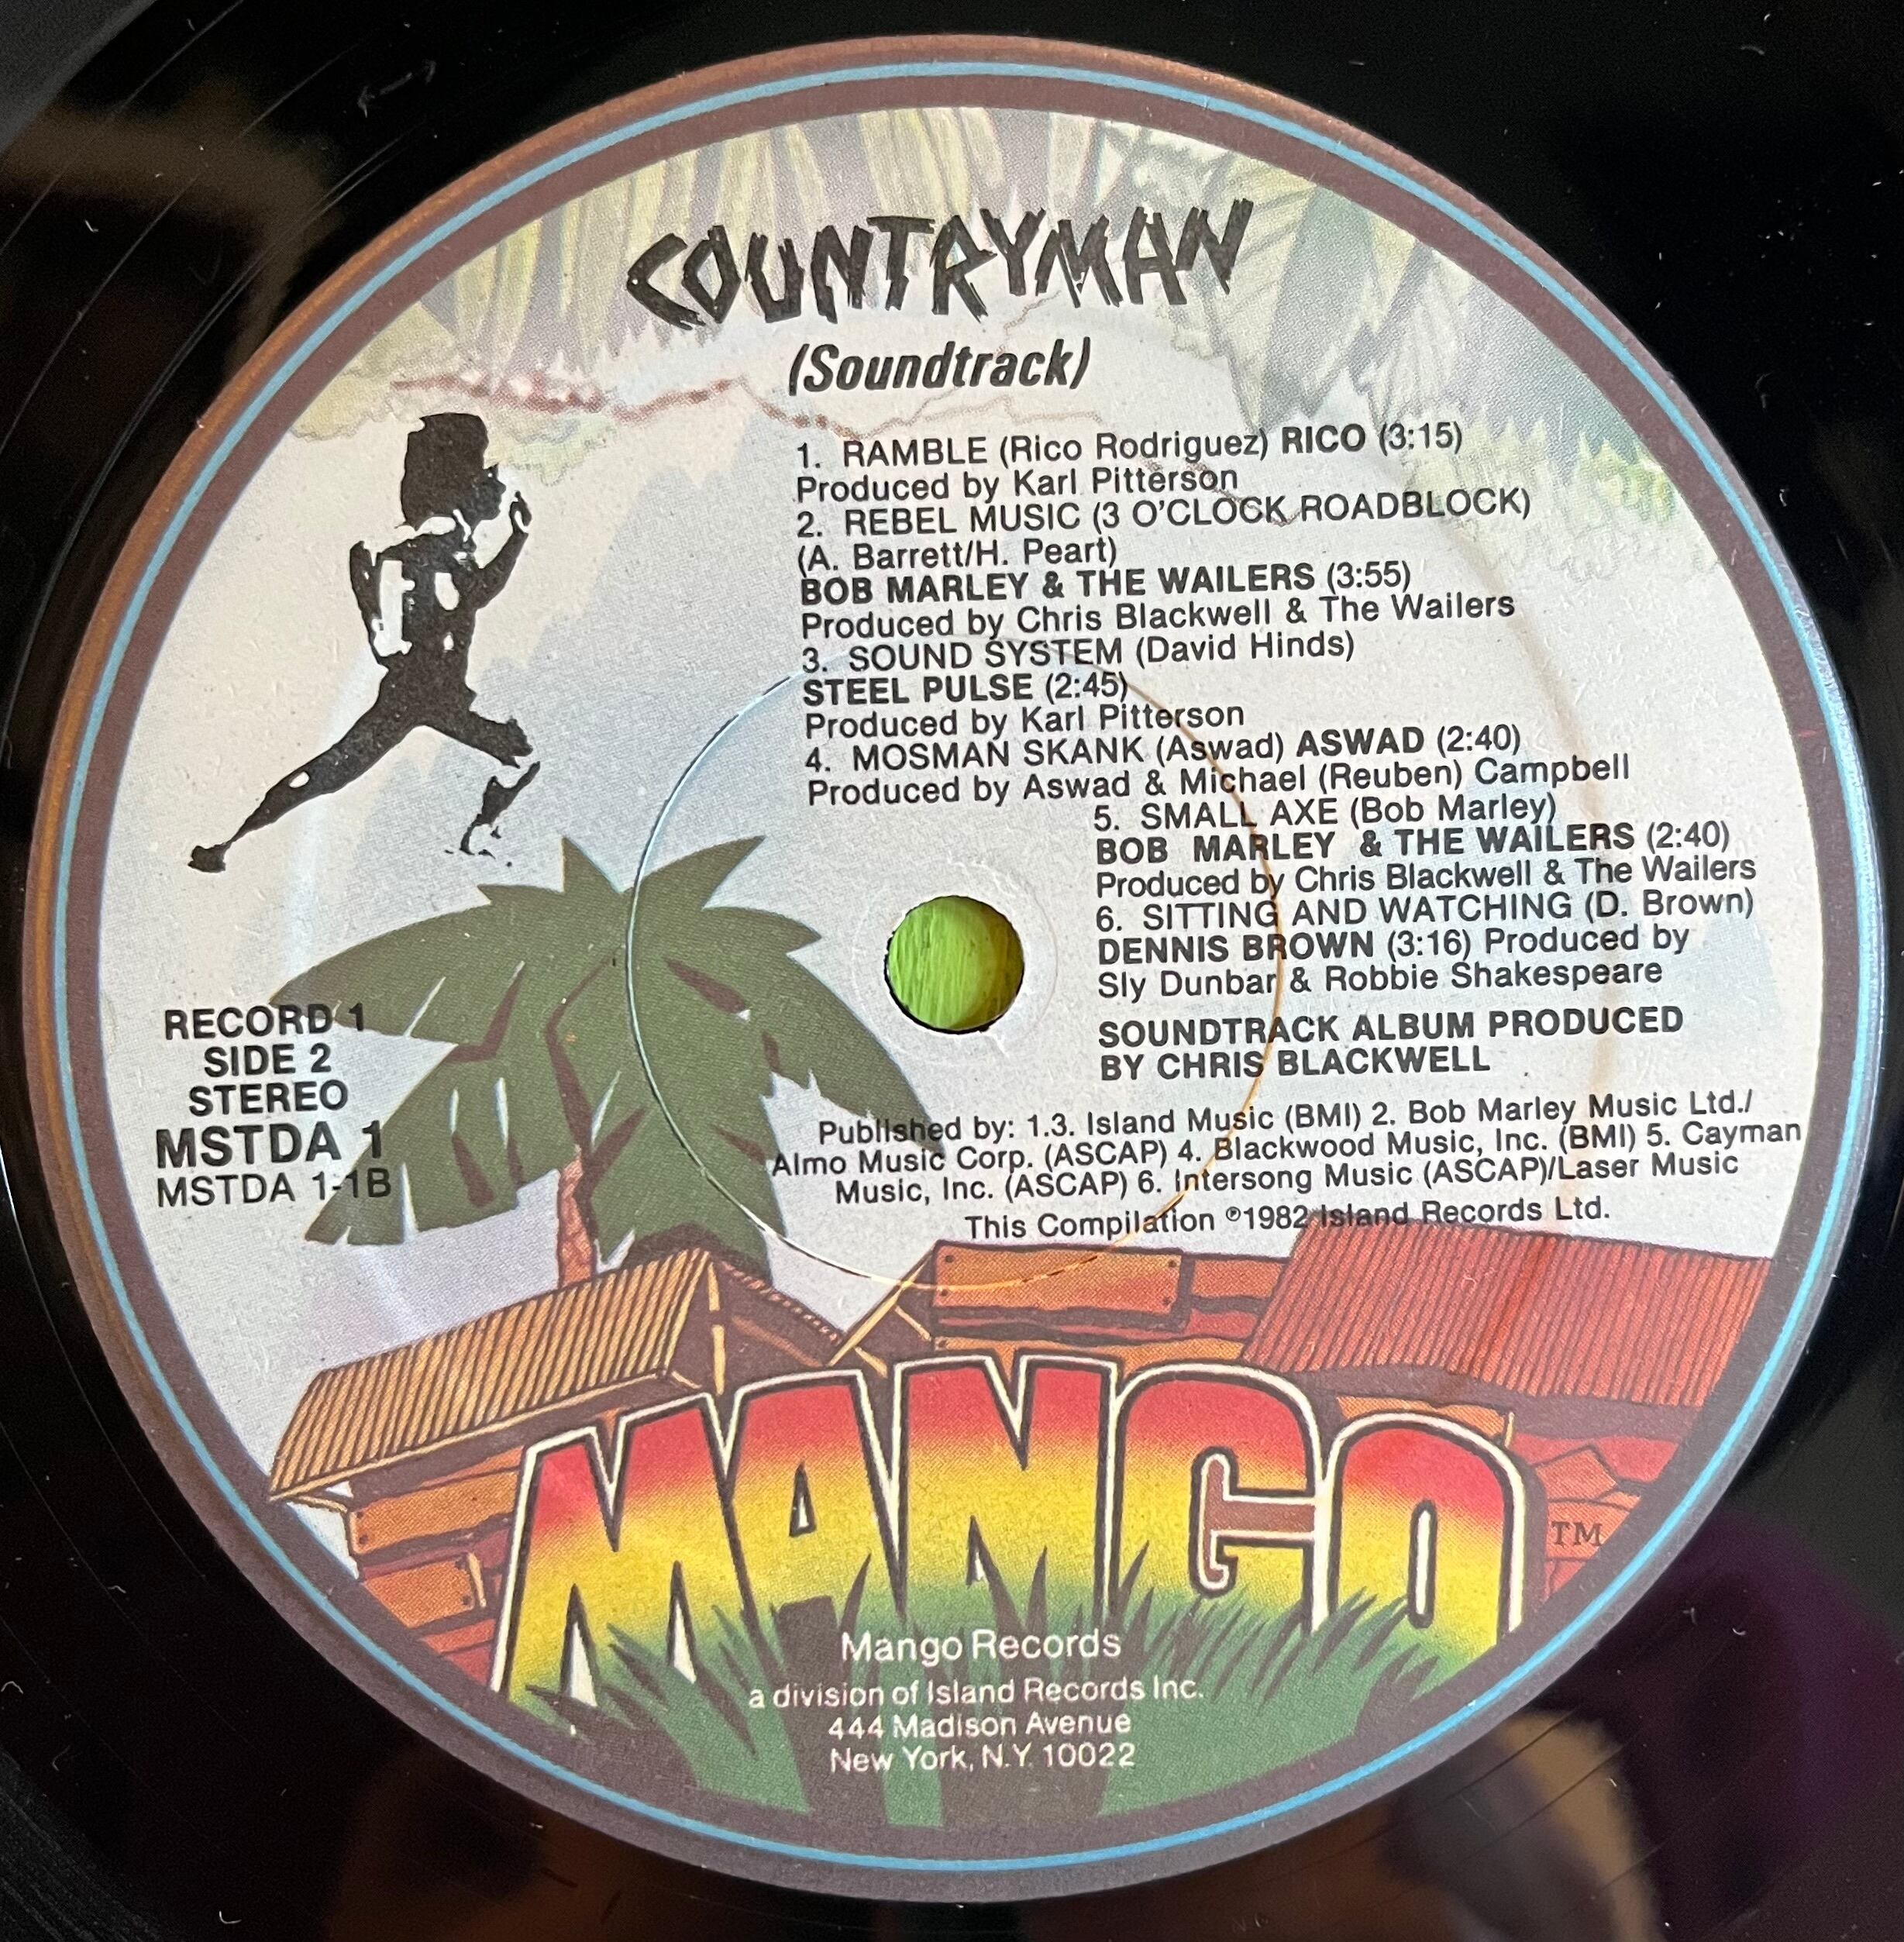 COUNTRYMAN
(Soundtrack)
1. RAMBLE (Rico Rodriguez) RICO (3:15)
Produced by Karl Pitterson
2. REBEL MUSIC (3 O'CLOCK ROADBLOCK)
(A. Barrett/H. Peart)
BOB MARLEY & THE WAILERS (3:55)
Produced by Chris Blackwell & The Wailers
3. SOUND SYSTEM (David Hinds)
STEEL PULSE (2:45)
Produced by Karl Pitterson
4. MOSMAN SKANK (Aswad) ASWAD (2:40)
Produced by Aswad & Michael (Reuben) Campbell
5. SMALL AXE (Bob Marley)
BOB MARLEY & THE WAILERS (2:40)
Produced by Chris Blackwell & The Wailers
6. SITTING AND WATCHING (D. Brown)
DENNIS BROWN (3:16) Produced by
Sly Dunbar & Robbie Shakespeare
SOUNDTRACK ALBUM PRODUCED
BY CHRIS BLACKWELL
RECORD 1
SIDE 2
STEREO
MSTDA 1
MSTDA 1-1B
Published by: 1.3. Island Music (BMI) 2. Bob Marley Music Ltd./
Almo Music Corp. (ASCAP) 4. Blackwood Music, Inc. (BMI) 5. Cayman
Music, Inc. (ASCAP) 6. Intersong Music (ASCAP)/Laser Music
This Compilation ℗1982 Island Records Ltd.
MANGO TM
Mango Records
a division of Island Records Inc.
444 Madison Avenue
New York, N.Y. 10022